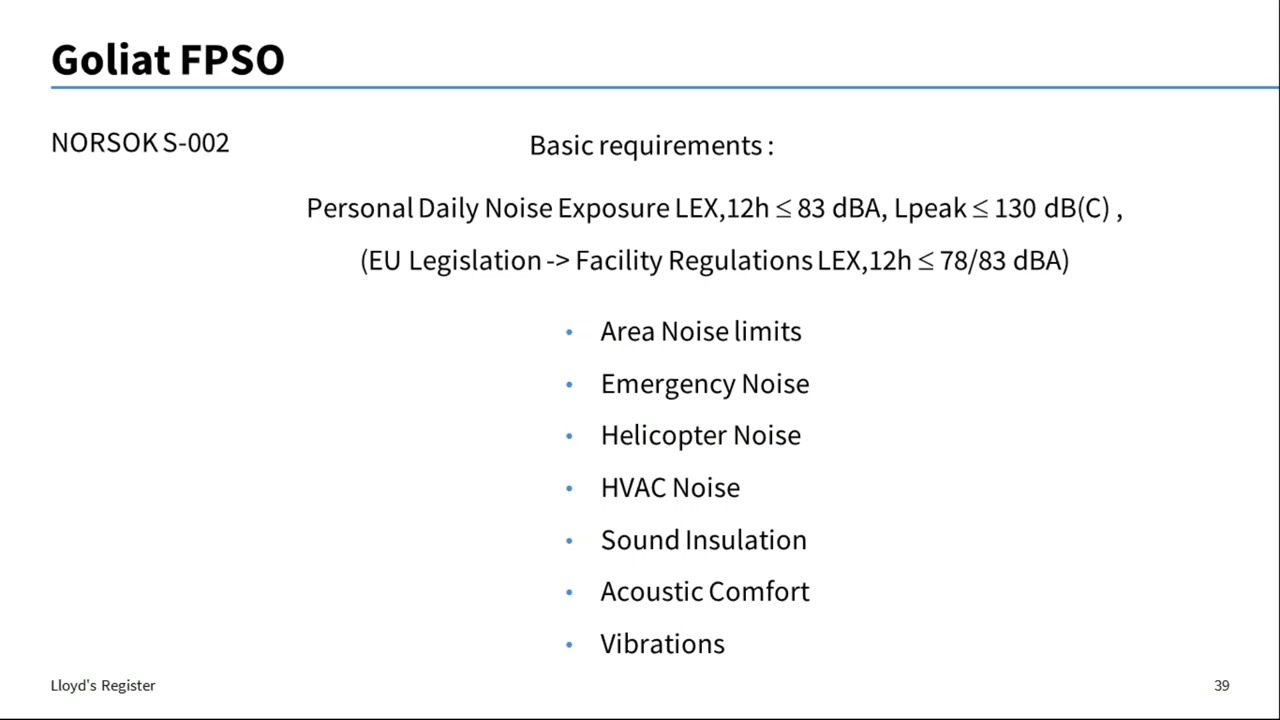 Goliat FPSO
NORSOK S-002
Basic requirements :
Personal Daily Noise Exposure LEX,12h ≤ 83 dBA, Lpeak ≤ 130 dB(C) ,
(EU Legislation -> Facility Regulations LEX,12h ≤ 78/83 dBA)
• Area Noise limits
• Emergency Noise
• Helicopter Noise
• HVAC Noise
• Sound Insulation
• Acoustic Comfort
• Vibrations
Lloyd's Register
39